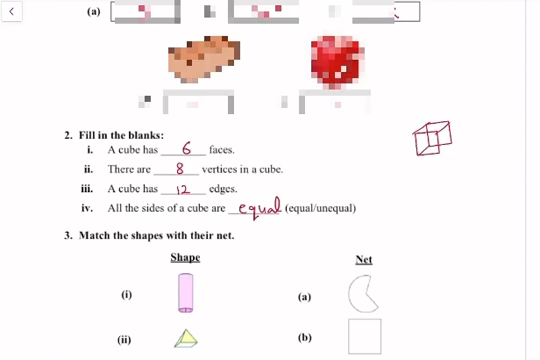 (a)
2. Fill in the blanks:
i. A cube has 6 faces.
ii. There are 8 vertices in a cube.
iii. A cube has 12 edges.
iv. All the sides of a cube are equal (equal/unequal)
3. Match the shapes with their net.
Shape Net
(i) (a)
(ii) (b)